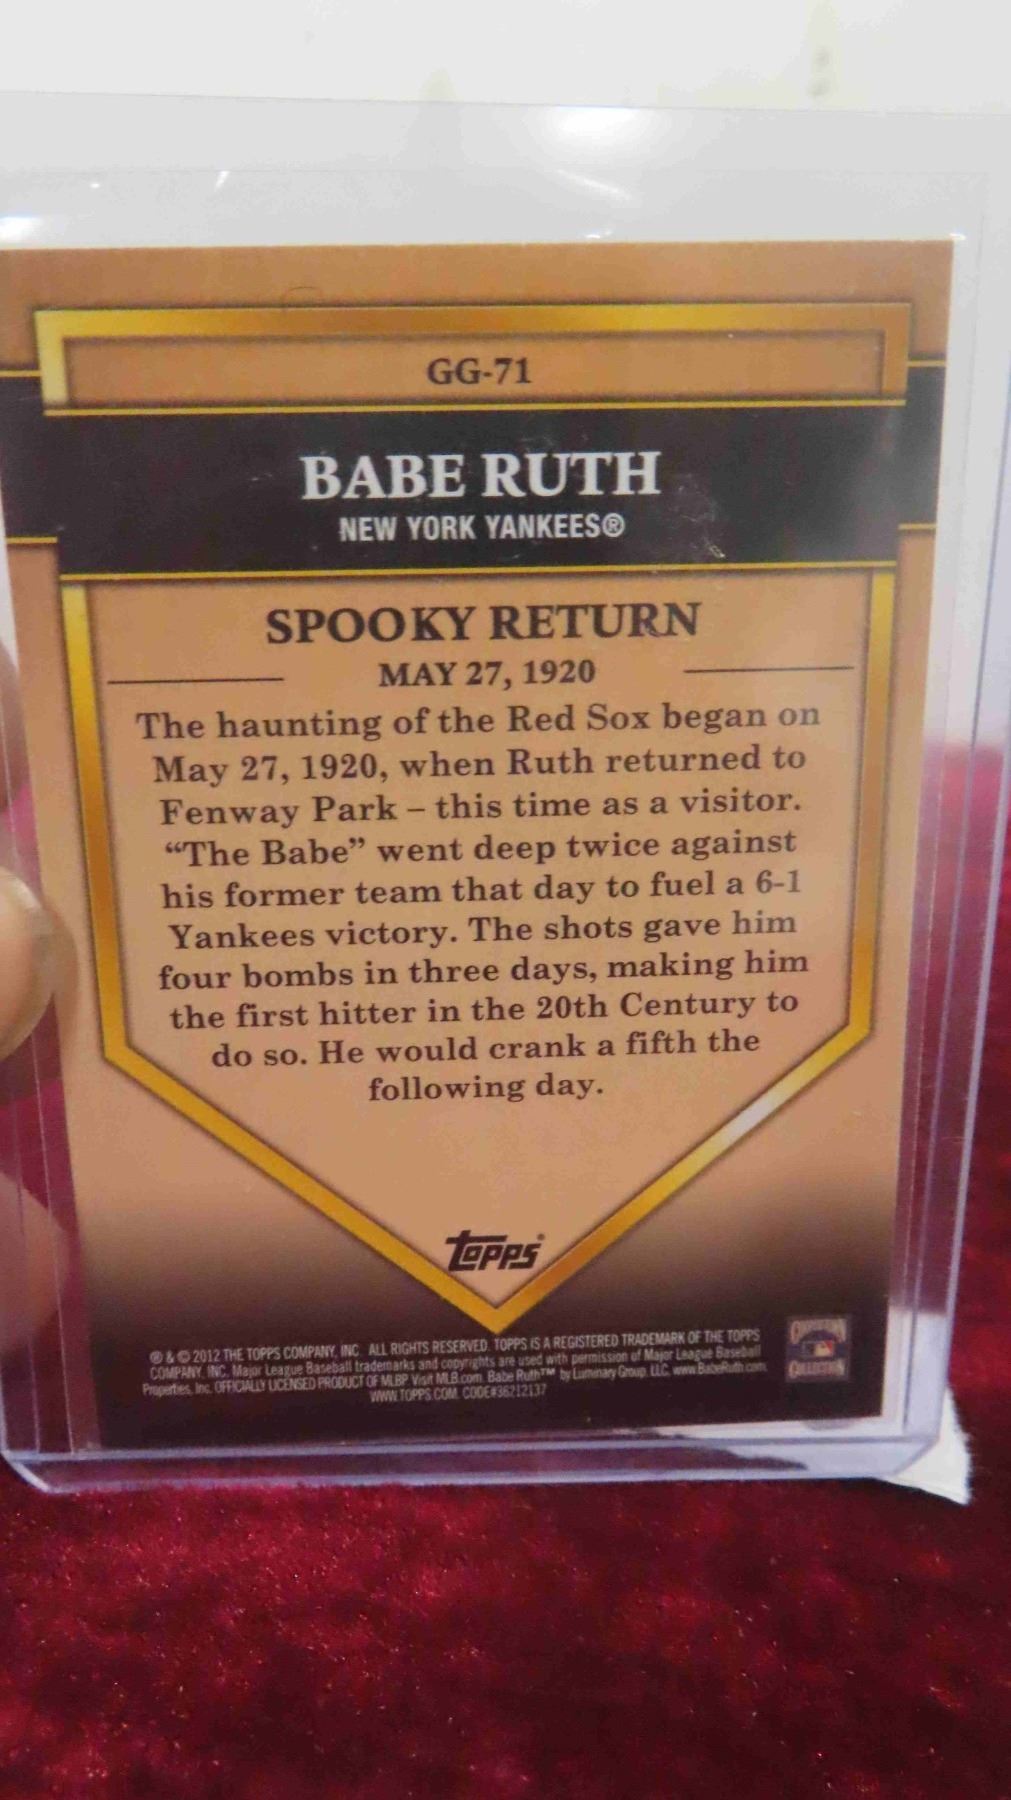 GG-71
BABE RUTH
NEW YORK YANKEES®
SPOOKY RETURN
MAY 27, 1920
The haunting of the Red Sox began on
May 27, 1920, when Ruth returned to
Fenway Park – this time as a visitor.
“The Babe” went deep twice against
his former team that day to fuel a 6-1
Yankees victory. The shots gave him
four bombs in three days, making him
the first hitter in the 20th Century to
do so. He would crank a fifth the
following day.
Topps®
® & © 2012 THE TOPPS COMPANY, INC. ALL RIGHTS RESERVED. TOPPS IS A REGISTERED TRADEMARK OF THE TOPPS
COMPANY, INC. Major League Baseball trademarks and copyrights are used with permission of Major League Baseball
Properties, Inc. OFFICIALLY LICENSED PRODUCT OF MLBP Visit MLB.com. Babe Ruth™ by Luminary Group, LLC, www.BabeRuth.com
WWW.TOPPS.COM. CODE#36212137
COOPERSTOWN
COLLECTION